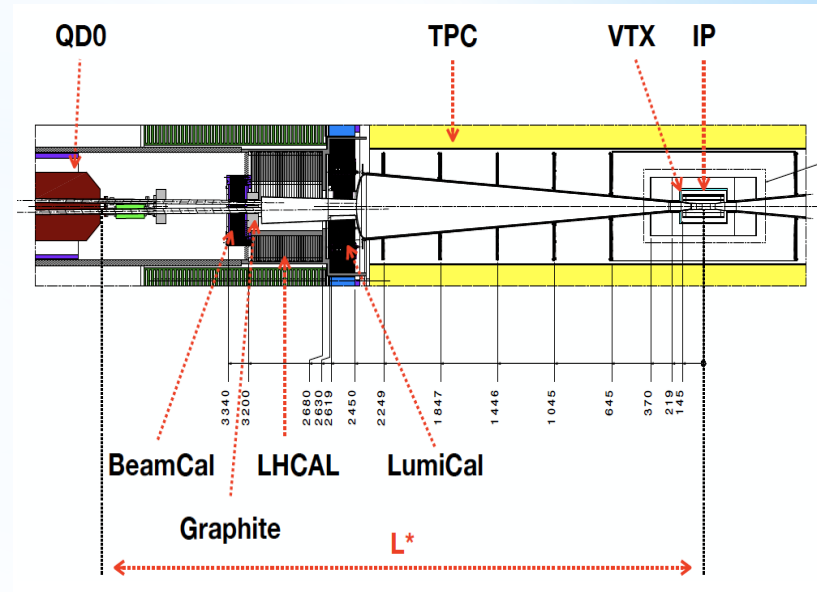 QD0
TPC
VTX
IP
3340
3200
2680
2630
2619
2450
2249
1847
1446
1045
645
370
219
145
BeamCal
LHCAL
LumiCal
Graphite
L*